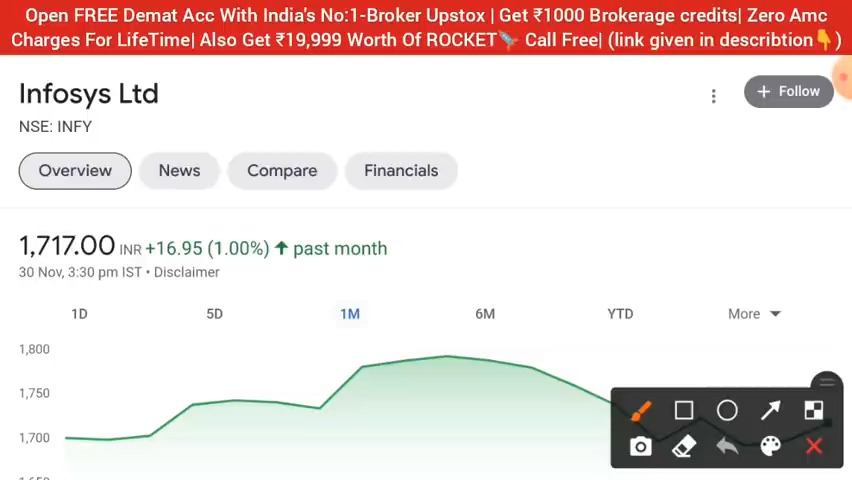 Open FREE Demat Acc With India's No:1-Broker Upstox | Get ₹1000 Brokerage credits| Zero Amc
Charges For LifeTime| Also Get ₹19,999 Worth Of ROCKET🚀 Call Free| (link given in describtion👇)
Infosys Ltd
+ Follow
NSE: INFY
Overview News Compare Financials
1,717.00 INR +16.95 (1.00%) ↑ past month
30 Nov, 3:30 pm IST • Disclaimer
1D 5D 1M 6M YTD More
1,800
1,750
1,700